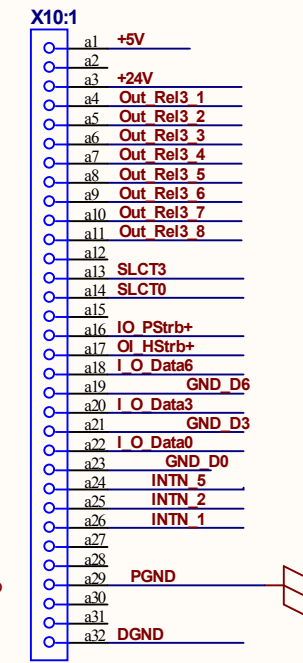 X10:1
a1 +5V
a2
a3 +24V
a4 Out_Rel3_1
a5 Out_Rel3_2
a6 Out_Rel3_3
a7 Out_Rel3_4
a8 Out_Rel3_5
a9 Out_Rel3_6
a10 Out_Rel3_7
a11 Out_Rel3_8
a12
a13 SLCT3
a14 SLCT0
a15
a16 IO_PStrb+
a17 OI_HStrb+
a18 I_O_Data6
a19 GND_D6
a20 I_O_Data3
a21 GND_D3
a22 I_O_Data0
a23 GND_D0
a24 INTN_5
a25 INTN_2
a26 INTN_1
a27
a28
a29 PGND
a30
a31
a32 DGND